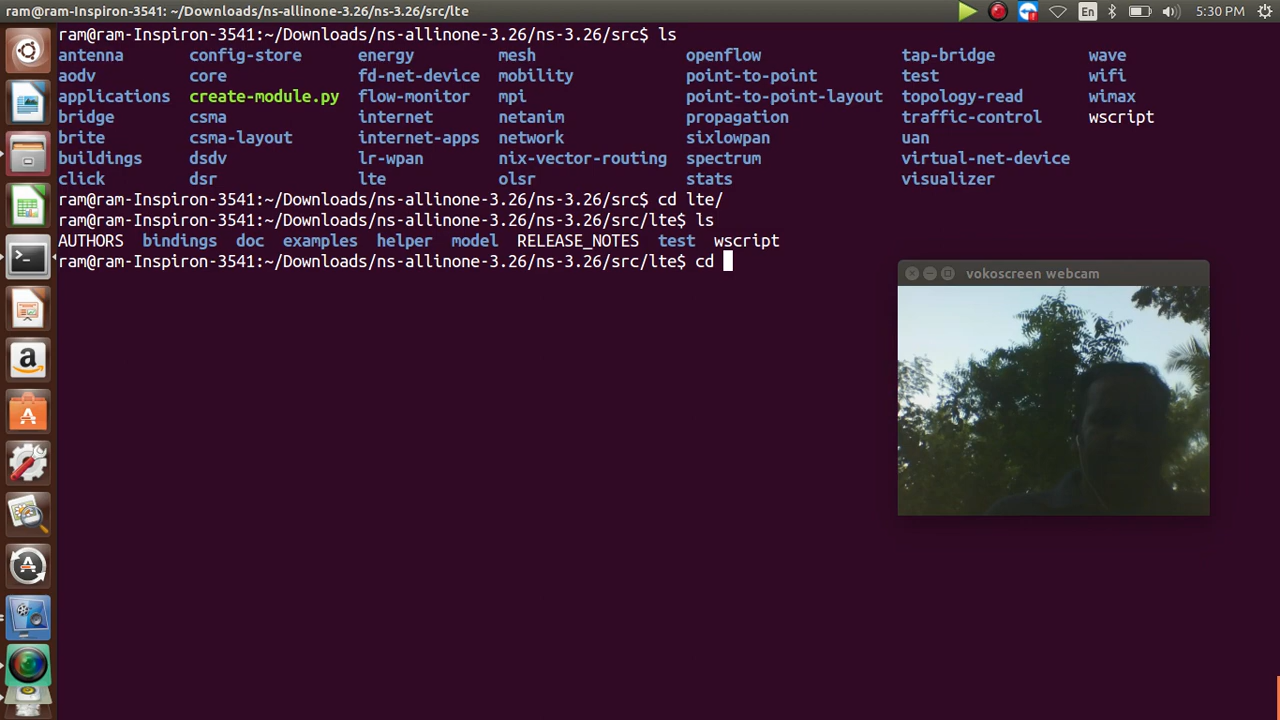 ram@ram-Inspiron-3541: ~/Downloads/ns-allinone-3.26/ns-3.26/src/lte En 5:30 PM
ram@ram-Inspiron-3541:~/Downloads/ns-allinone-3.26/ns-3.26/src$ ls
antenna config-store energy mesh openflow tap-bridge wave
aodv core fd-net-device mobility point-to-point test wifi
applications create-module.py flow-monitor mpi point-to-point-layout topology-read wimax
bridge csma internet netanim propagation traffic-control wscript
brite csma-layout internet-apps network sixlowpan uan
buildings dsdv lr-wpan nix-vector-routing spectrum virtual-net-device
click dsr lte olsr stats visualizer
ram@ram-Inspiron-3541:~/Downloads/ns-allinone-3.26/ns-3.26/src$ cd lte/
ram@ram-Inspiron-3541:~/Downloads/ns-allinone-3.26/ns-3.26/src/lte$ ls
AUTHORS bindings doc examples helper model RELEASE_NOTES test wscript
ram@ram-Inspiron-3541:~/Downloads/ns-allinone-3.26/ns-3.26/src/lte$ cd
vokoscreen webcam